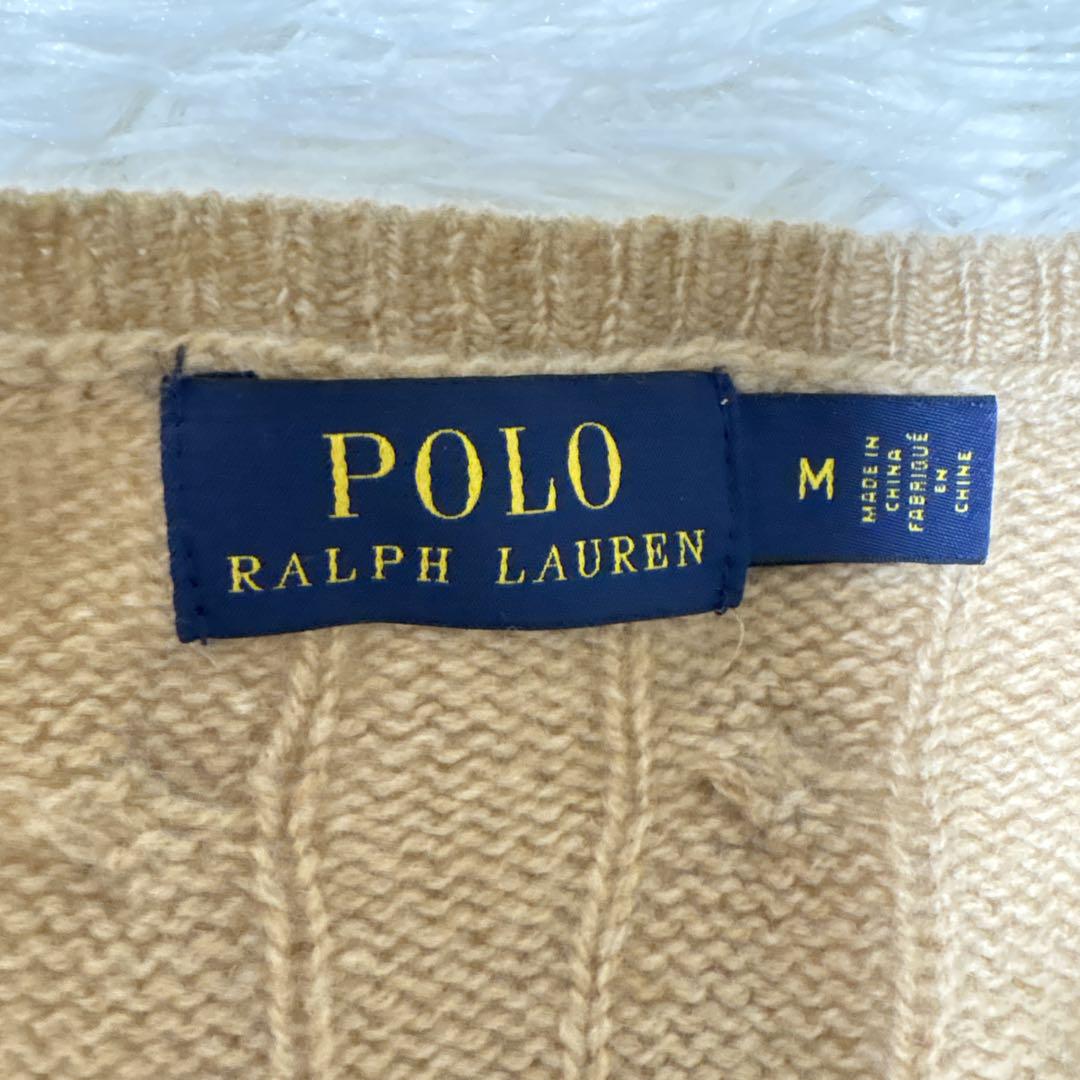 POLO
RALPH LAUREN
M
MADE IN
CHINA
FABRIQUÉ
EN
CHINE